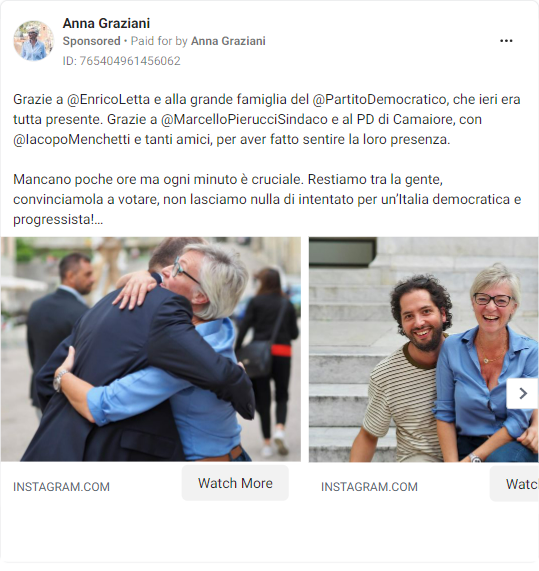 Anna Graziani
Sponsored • Paid for by Anna Graziani
ID: 765404961456062
Grazie a @EnricoLetta e alla grande famiglia del @PartitoDemocratico, che ieri era
tutta presente. Grazie a @MarcelloPierucciSindaco e al PD di Camaiore, con
@IacopoMenchetti e tanti amici, per aver fatto sentire la loro presenza.
Mancano poche ore ma ogni minuto è cruciale. Restiamo tra la gente,
convinciamola a votare, non lasciamo nulla di intentato per un’Italia democratica e
progressista!...
INSTAGRAM.COM
Watch More
INSTAGRAM.COM
Watc